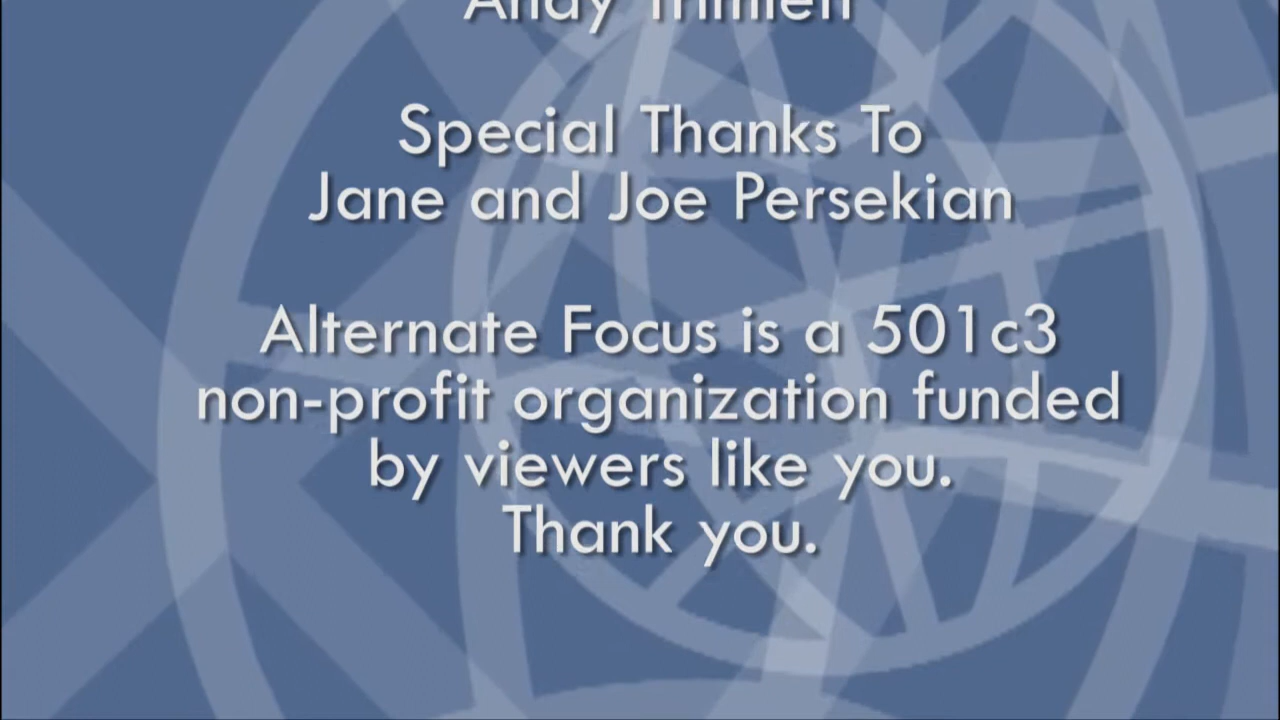 Andy
Special Thanks To
Jane and Joe Persekian
Alternate Focus is a 501c3
non-profit organization funded
by viewers like you.
Thank you.